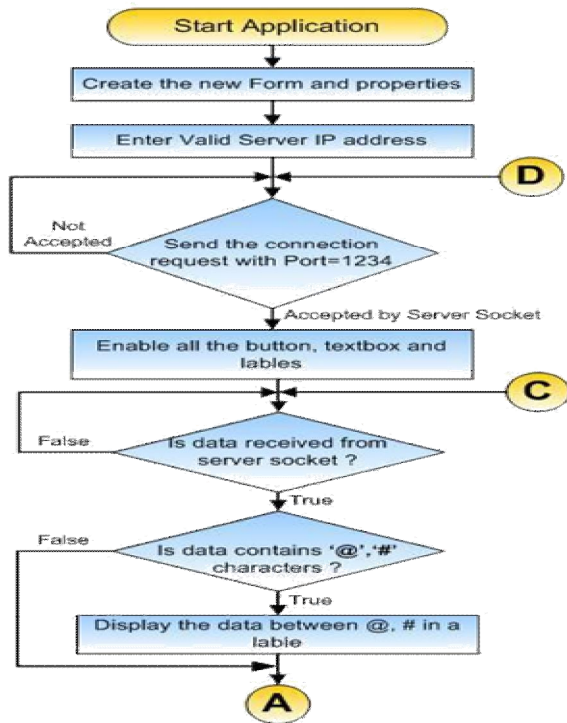 Start Application
Create the new Form and properties
Enter Valid Server IP address
D
Not
Accepted
Send the connection
request with Port=1234
Accepted by Server Socket
Enable all the button, textbox and
lables
C
False
Is data received from
server socket ?
True
False
Is data contains ‘@’,‘#’
characters ?
True
Display the data between @, # in a
lable
A